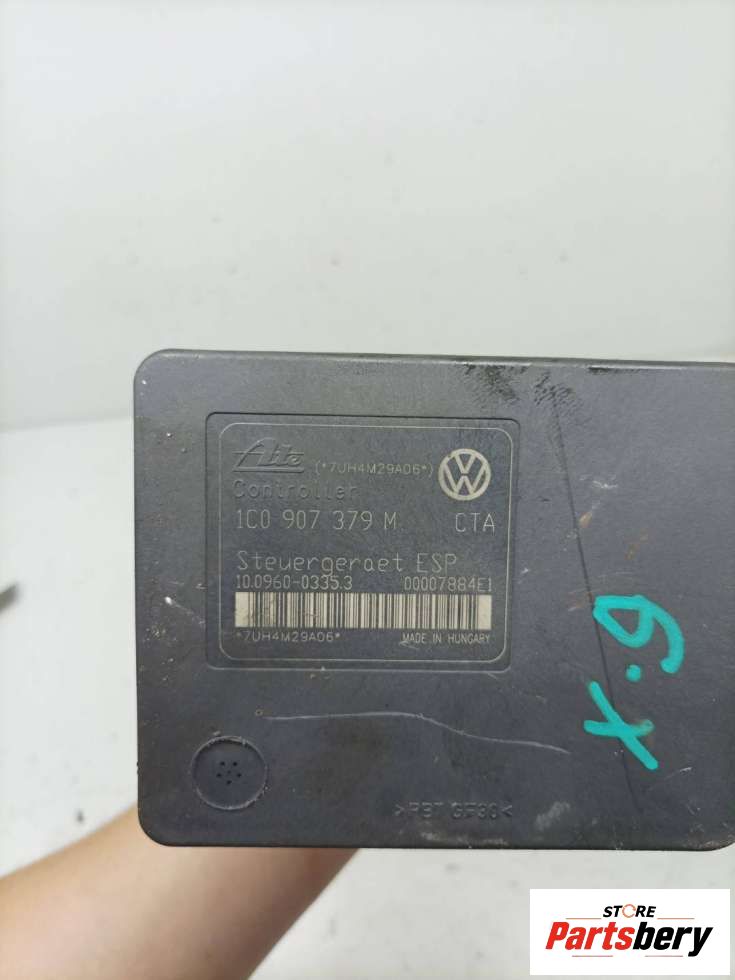 Ate (*7UH4M29A06*)
Controller
1C0 907 379 M CTA
Steuergeraet ESP
10.0960-0335.3 00007884E1
*7UH4M29A06* MADE IN HUNGARY
6.X
>PBT GF30<
STORE
Partsbery